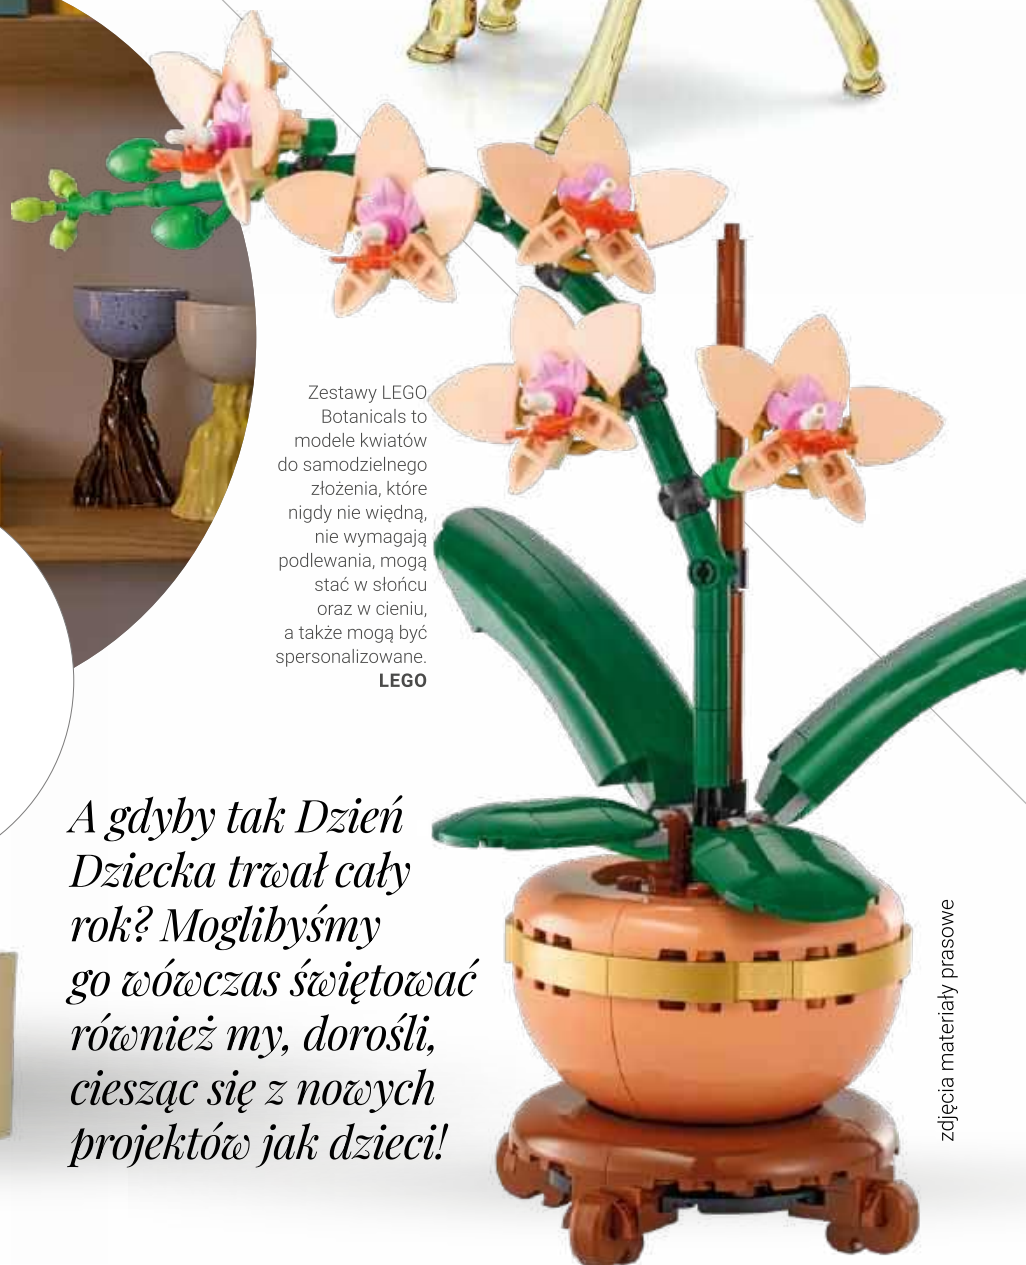 Zestawy LEGO
Botanicals to
modele kwiatów
do samodzielnego
złożenia, które
nigdy nie więdną,
nie wymagają
podlewania, mogą
stać w słońcu
oraz w cieniu,
a także mogą być
spersonalizowane.
LEGO
A gdyby tak Dzień
Dziecka trwał cały
rok? Moglibyśmy
go wówczas świętować
również my, dorośli,
ciesząc się z nowych
projektów jak dzieci!
zdjęcia materiały prasowe